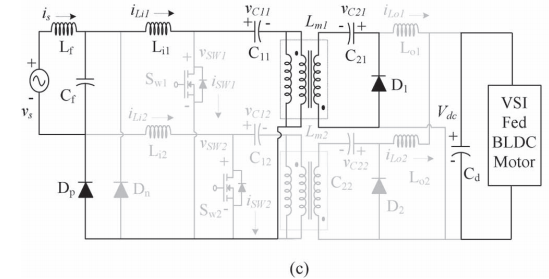 i_s
i_Li1
v_C11
L_m1
v_C21
i_Lo1
L_f
L_i1
+
-
C_11
-
+
C_21
L_o1
v_SW1
+
S_w1
-
i_SW1
+
v_s
-
C_f
D_1
V_dc
+
-
C_d
VSI
Fed
BLDC
Motor
i_Li2
v_C12
L_m2
L_i2
v_SW2
+
-
C_12
-
+
v_C22
i_Lo2
C_22
L_o2
D_p
D_n
+
S_w2
-
i_SW2
D_2
(c)